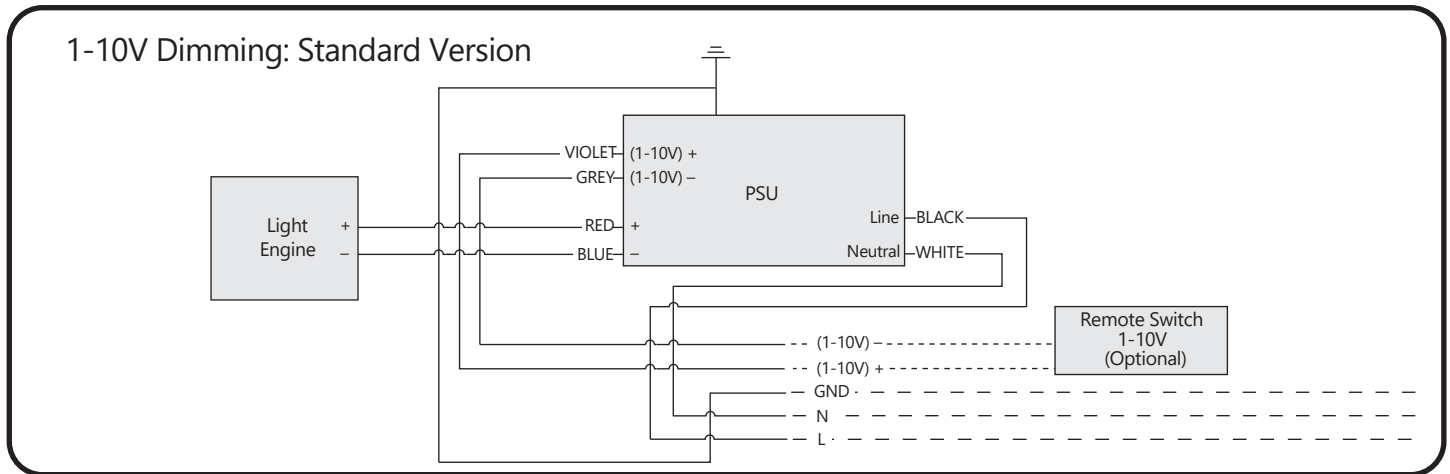 1-10V Dimming: Standard Version
VIOLET (1-10V) +
GREY (1-10V) –
PSU
Light
Engine
+
–
RED +
BLUE –
Line BLACK
Neutral WHITE
Remote Switch
1-10V
(Optional)
(1-10V) –
(1-10V) +
GND
N
L